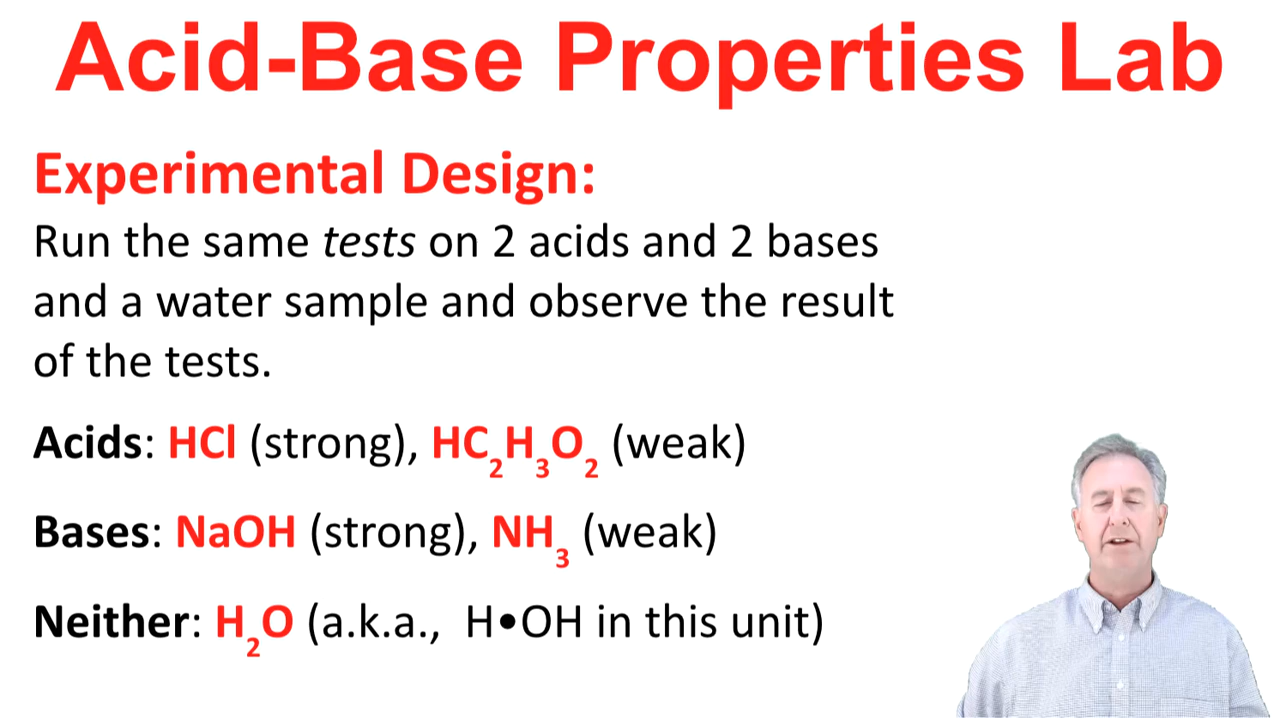 Acid-Base Properties Lab
Experimental Design:
Run the same tests on 2 acids and 2 bases
and a water sample and observe the result
of the tests.
Acids: HCl (strong), HC₂H₃O₂ (weak)
Bases: NaOH (strong), NH₃ (weak)
Neither: H₂O (a.k.a., H•OH in this unit)